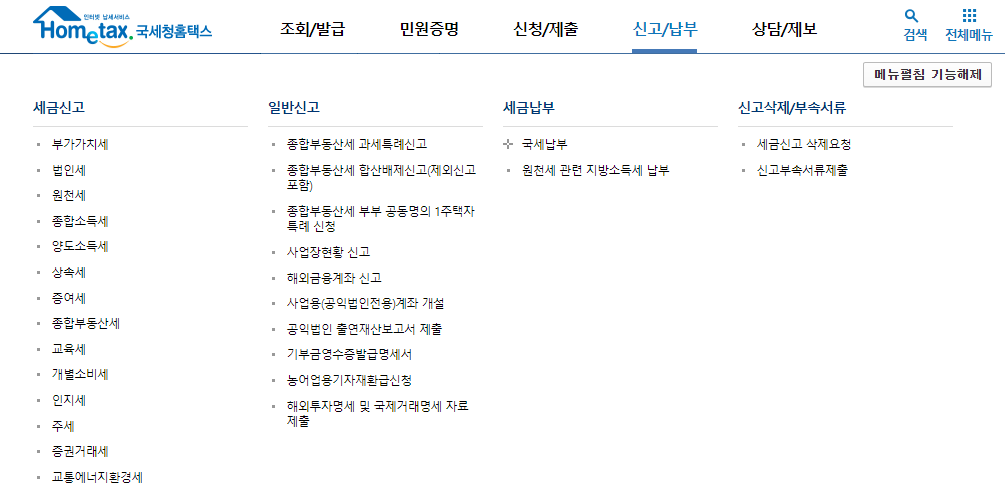 인터넷 납세서비스
Hometax. 국세청홈택스
조회/발급
민원증명
신청/제출
신고/납부
상담/제보
검색
전체메뉴
메뉴펼침 기능해제
세금신고
부가가치세
법인세
원천세
종합소득세
양도소득세
상속세
증여세
종합부동산세
교육세
개별소비세
인지세
주세
증권거래세
교통에너지환경세
일반신고
종합부동산세 과세특례신고
종합부동산세 합산배제신고(제외신고
포함)
종합부동산세 부부 공동명의 1주택자
특례 신청
사업장현황 신고
해외금융계좌 신고
사업용(공익법인전용)계좌 개설
공익법인 출연재산보고서 제출
기부금영수증발급명세서
농어업용기자재환급신청
해외투자명세 및 국제거래명세 자료
제출
세금납부
국세납부
원천세 관련 지방소득세 납부
신고삭제/부속서류
세금신고 삭제요청
신고부속서류제출